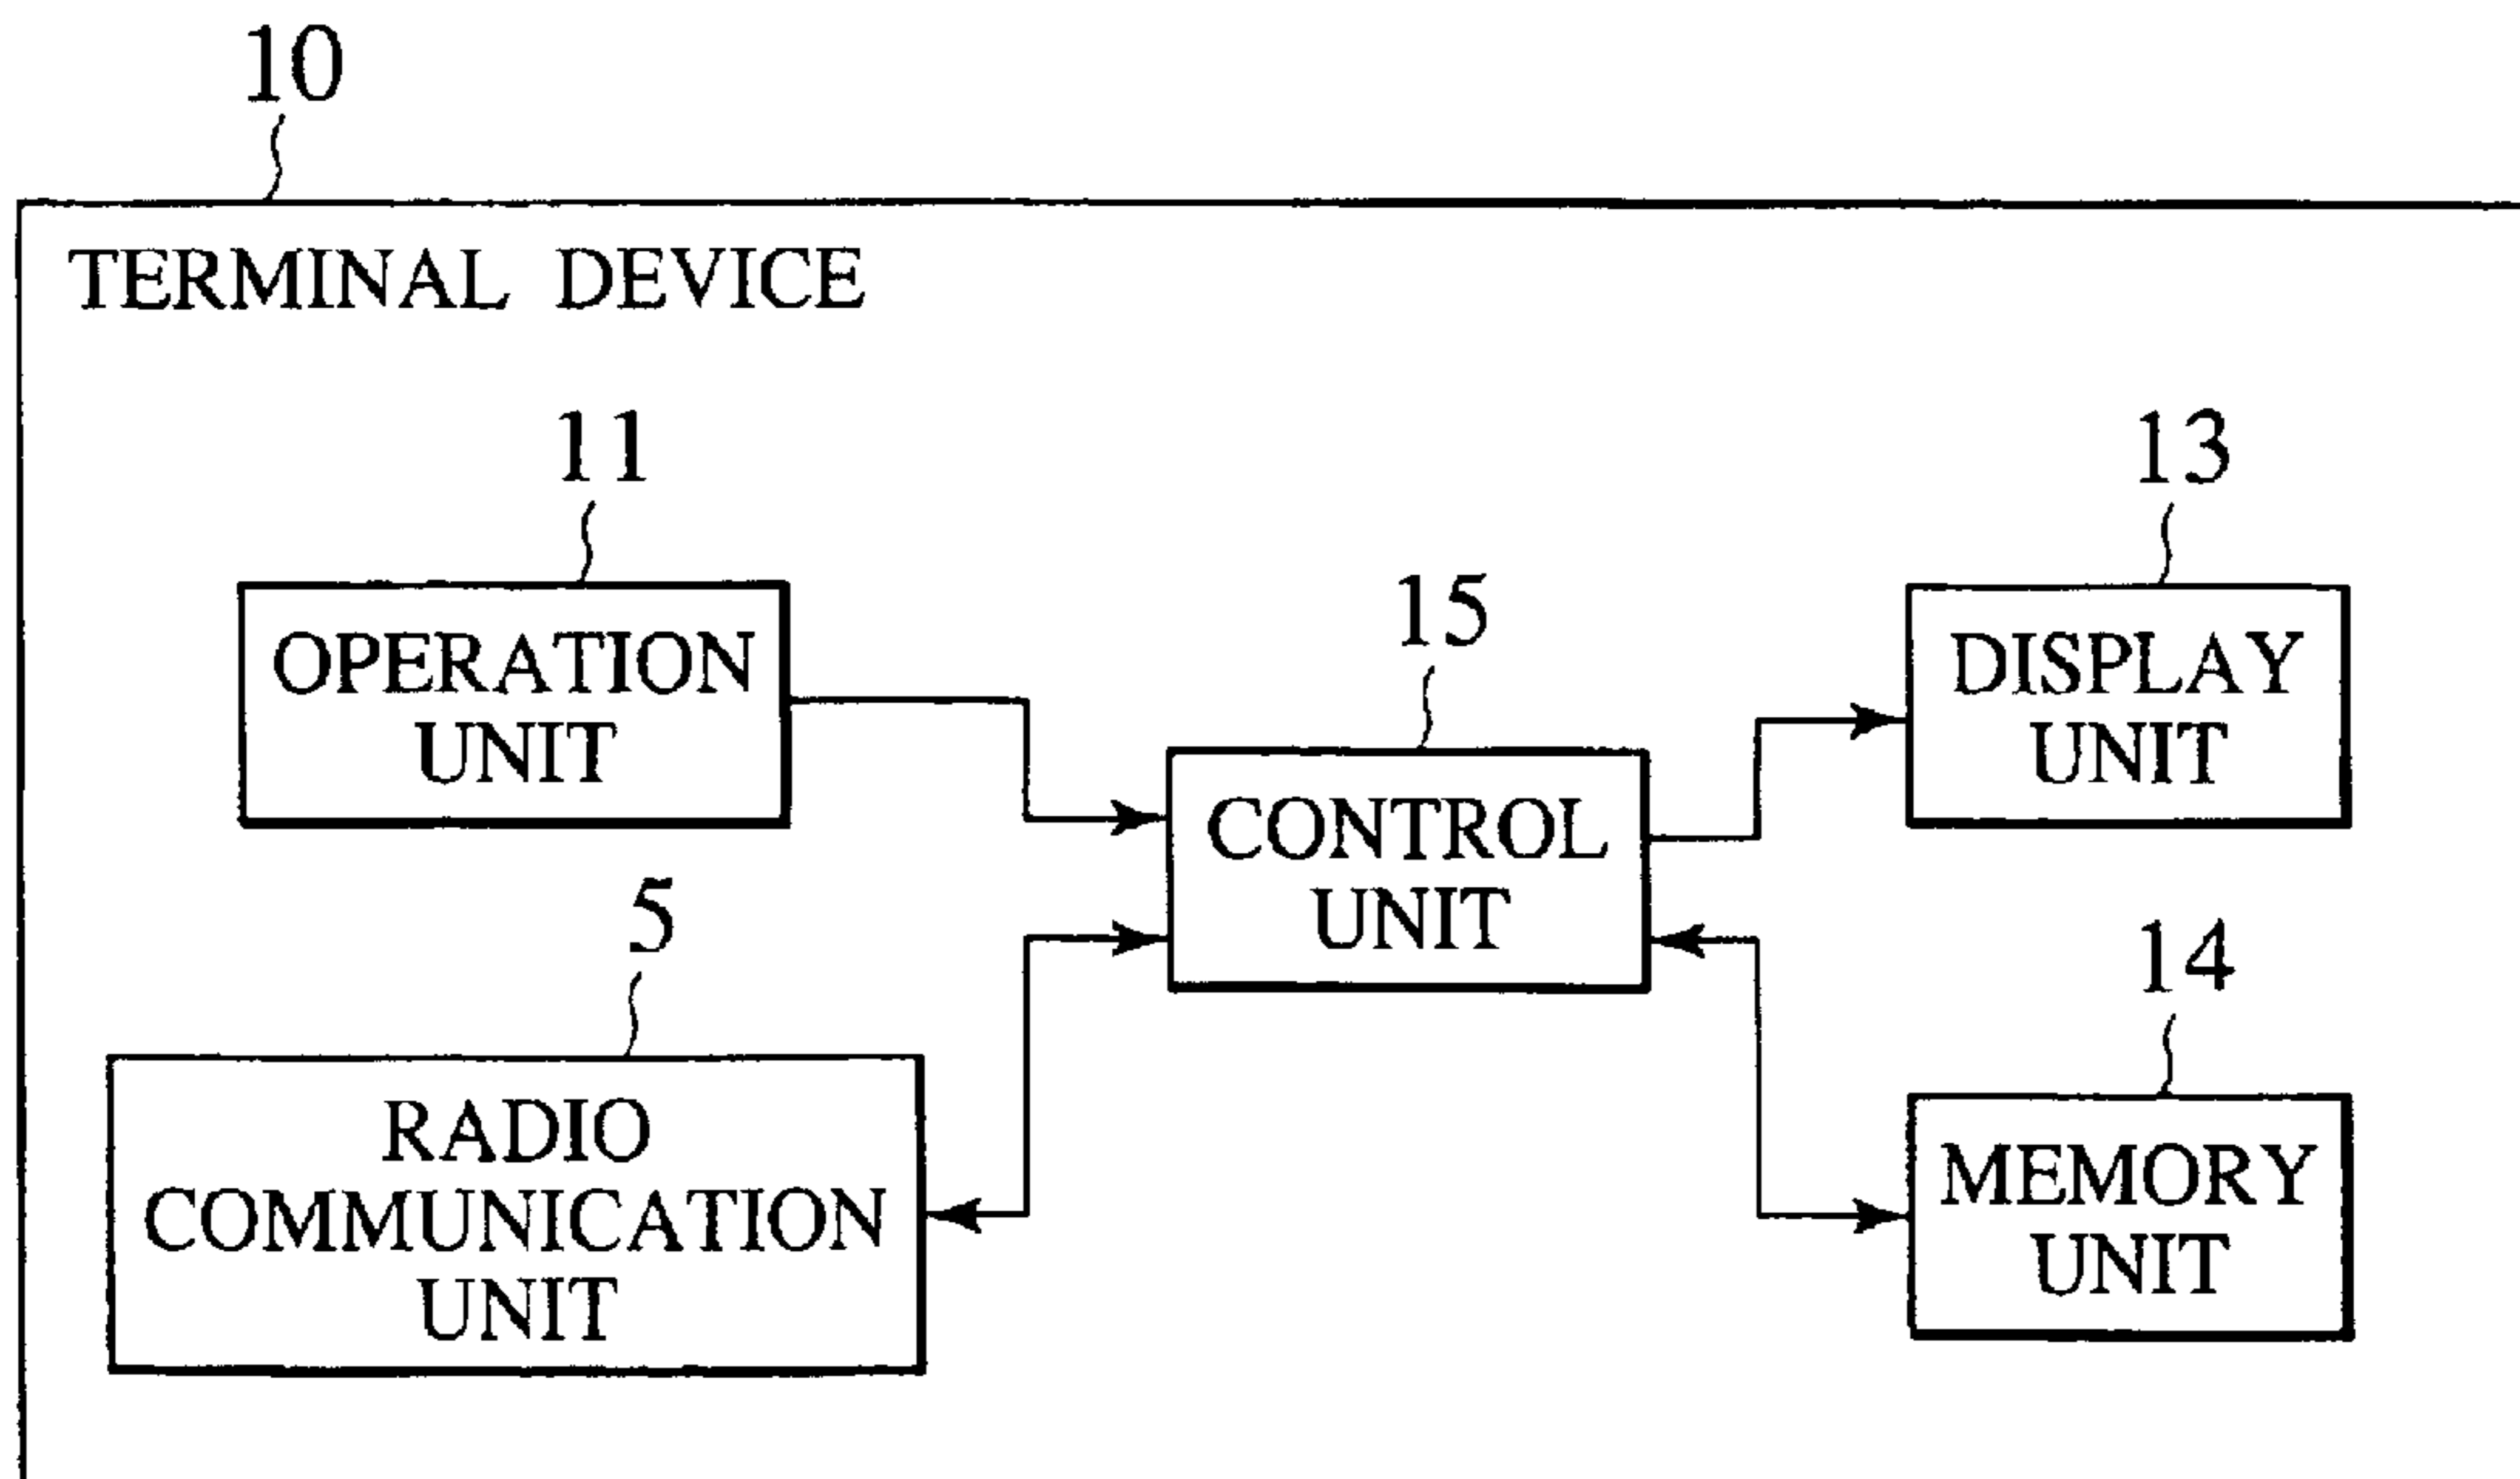 10
TERMINAL DEVICE
11
OPERATION
UNIT
13
DISPLAY
UNIT
15
CONTROL
UNIT
5
RADIO
COMMUNICATION
UNIT
14
MEMORY
UNIT